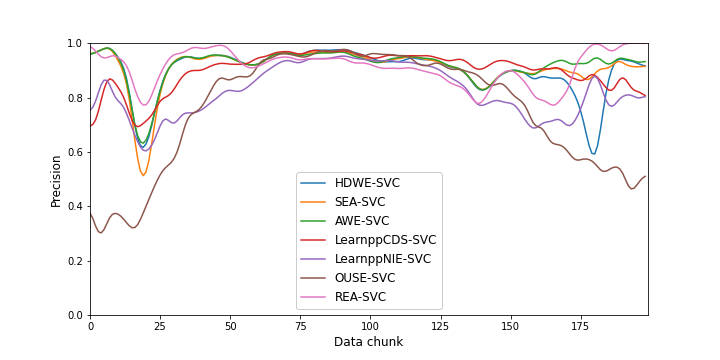 1.0
0.8
0.6
0.4
0.2
0.0
Precision
HDWE-SVC
SEA-SVC
AWE-SVC
LearnppCDS-SVC
LearnppNIE-SVC
OUSE-SVC
REA-SVC
0 25 50 75 100 125 150 175
Data chunk